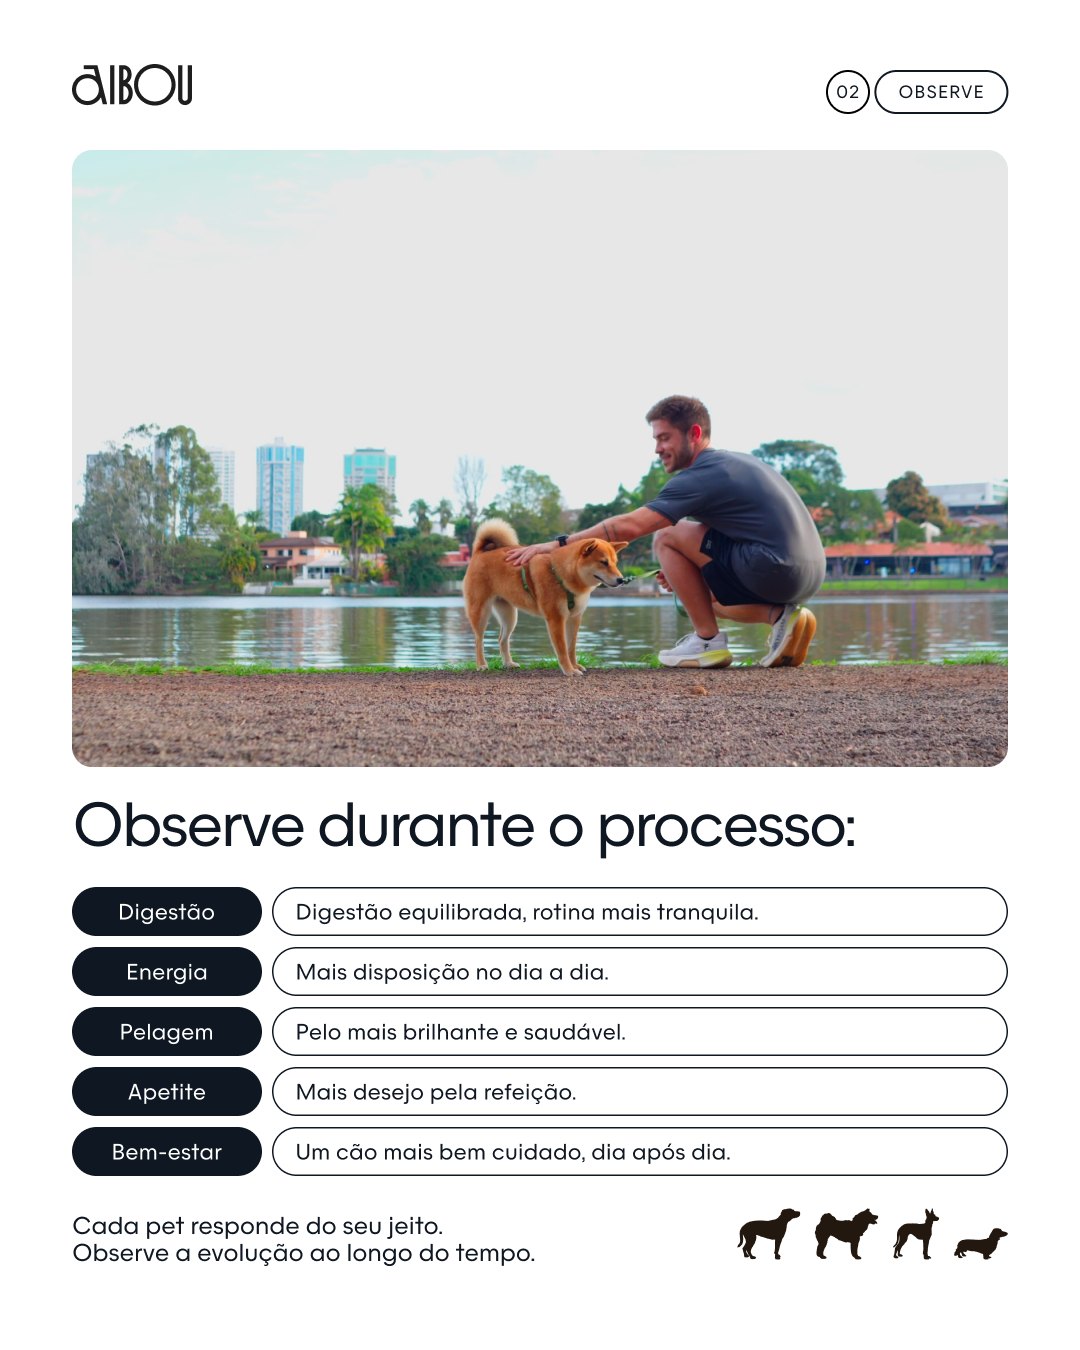 AIBOU
02 OBSERVE
Observe durante o processo:
Digestão Digestão equilibrada, rotina mais tranquila.
Energia Mais disposição no dia a dia.
Pelagem Pelo mais brilhante e saudável.
Apetite Mais desejo pela refeição.
Bem-estar Um cão mais bem cuidado, dia após dia.
Cada pet responde do seu jeito.
Observe a evolução ao longo do tempo.